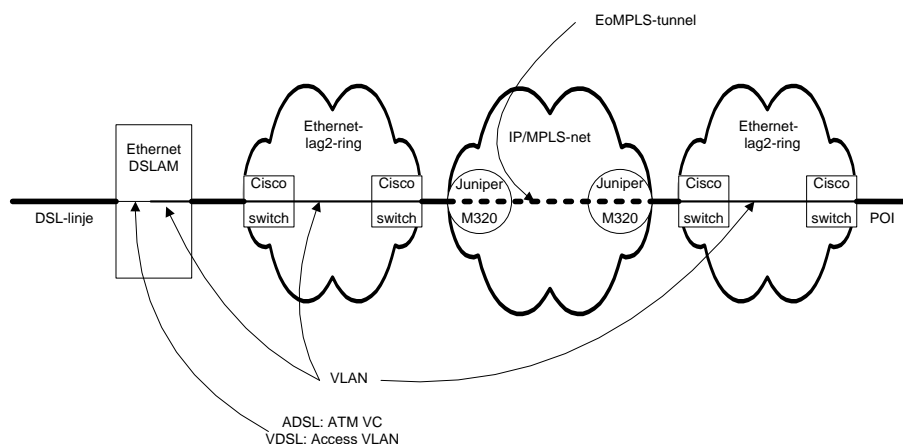 EoMPLS-tunnel
Ethernet-
lag2-ring
IP/MPLS-net
Ethernet-
lag2-ring
Ethernet
DSLAM
Cisco
switch
Cisco
switch
Juniper
M320
Juniper
M320
Cisco
switch
Cisco
switch
DSL-linje
POI
VLAN
ADSL: ATM VC
VDSL: Access VLAN